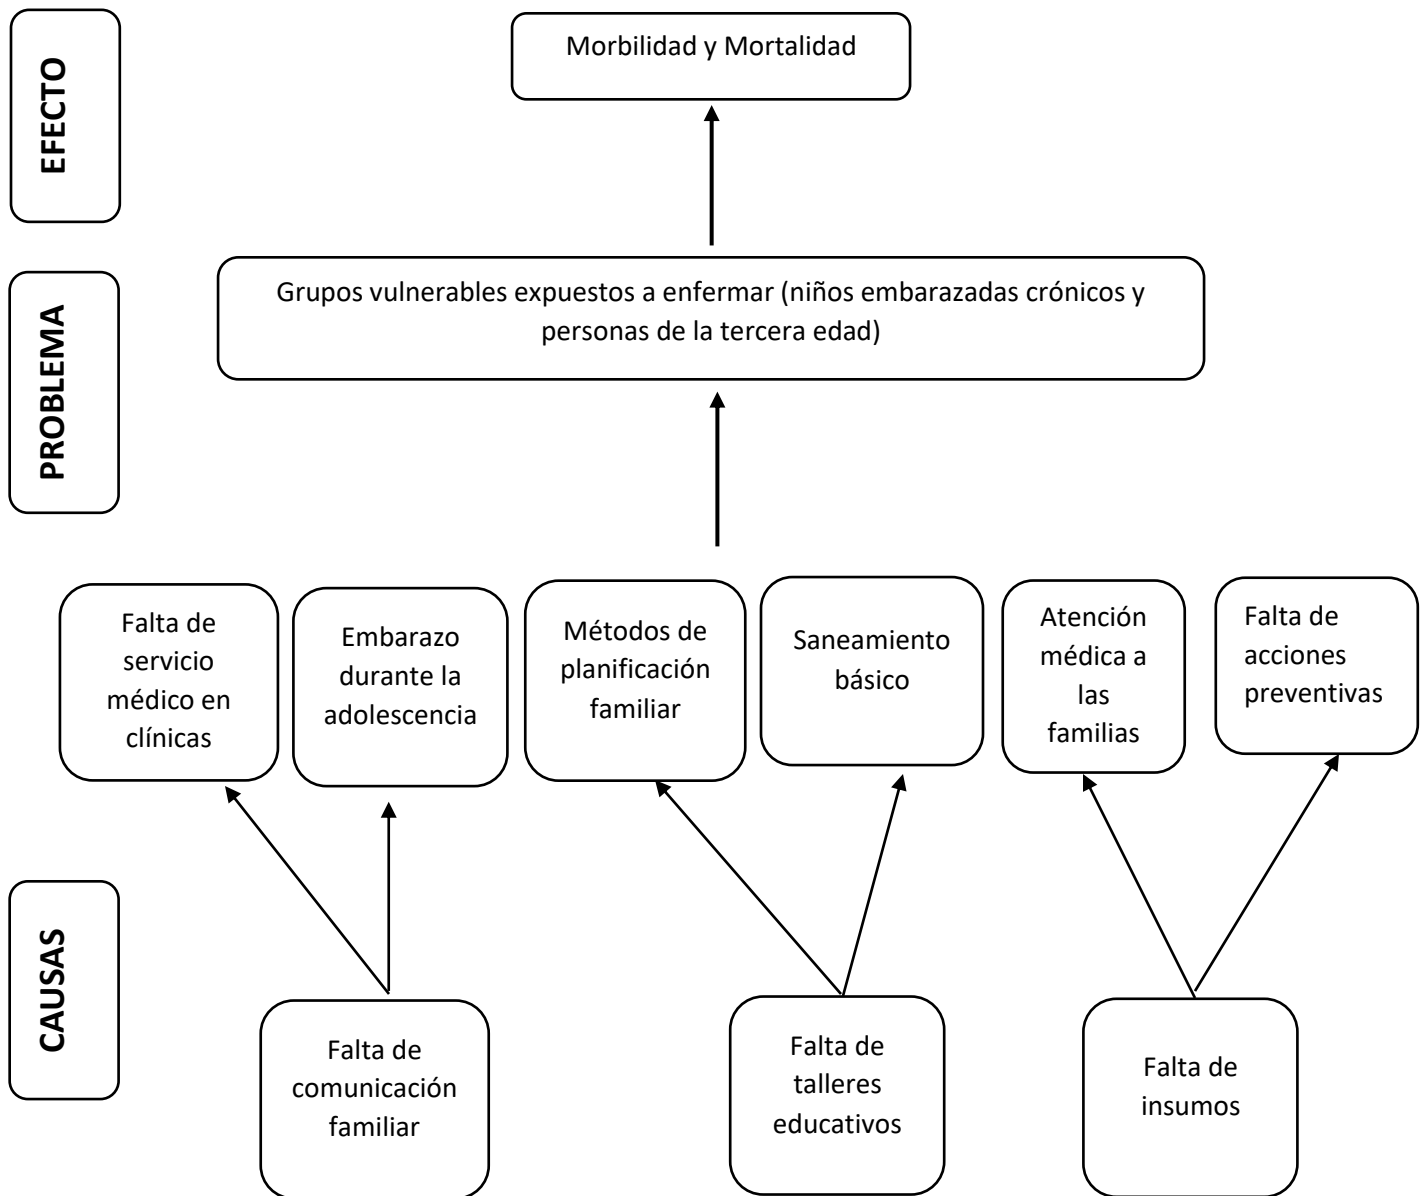 EFECTO
Morbilidad y Mortalidad
PROBLEMA
Grupos vulnerables expuestos a enfermar (niños embarazadas crónicos y
personas de la tercera edad)
Falta de
servicio
médico en
clínicas
Embarazo
durante la
adolescencia
Métodos de
planificación
familiar
Saneamiento
básico
Atención
médica a
las
familias
Falta de
acciones
preventivas
CAUSAS
Falta de
comunicación
familiar
Falta de
talleres
educativos
Falta de
insumos